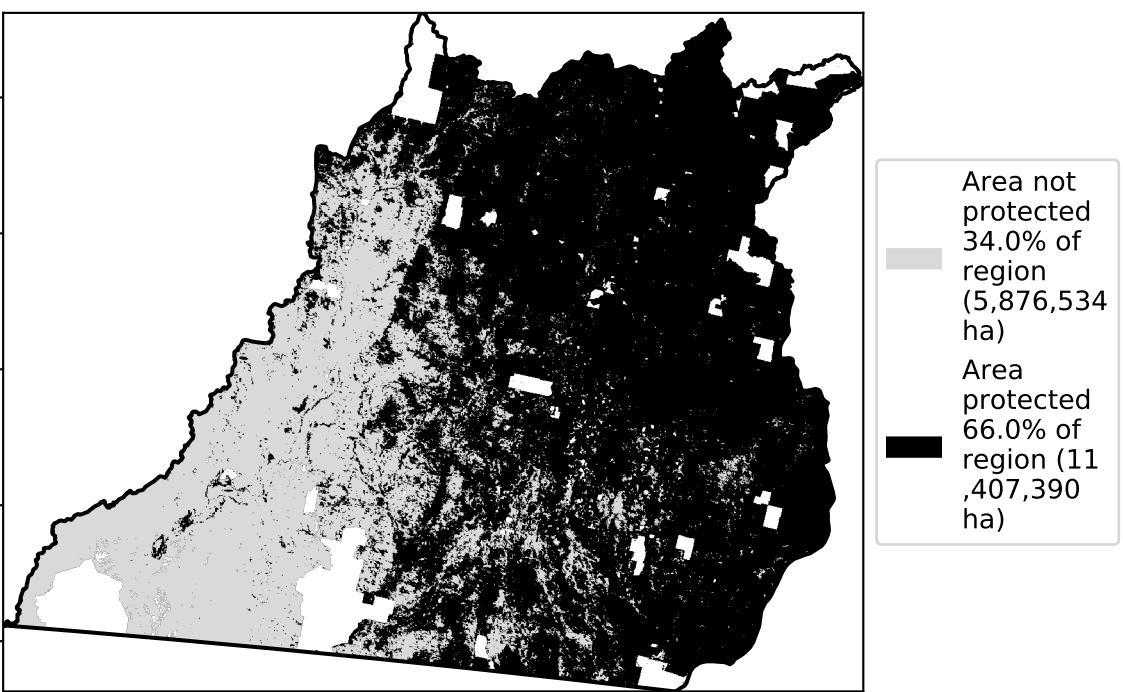 Area not
protected
34.0% of
region
(5,876,534
ha)
Area
protected
66.0% of
region (11
,407,390
ha)